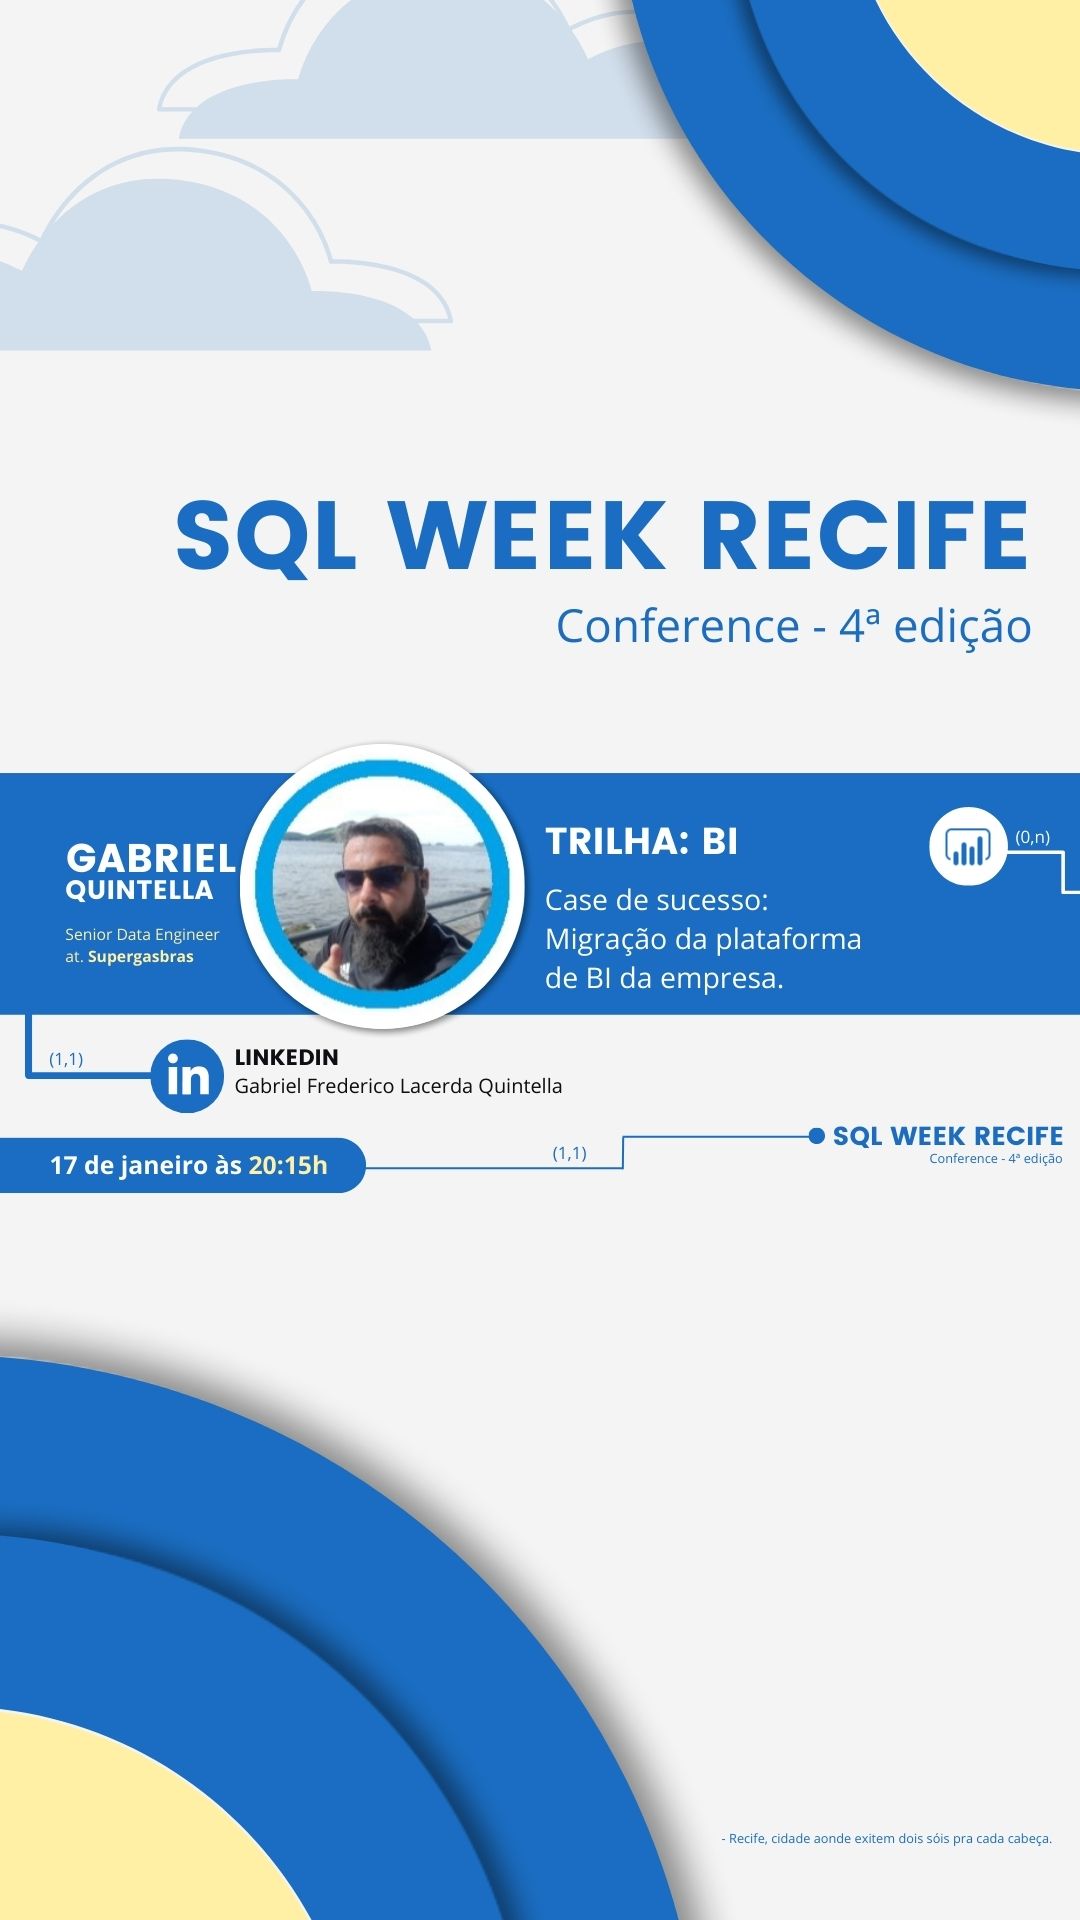 SQL WEEK RECIFE
Conference - 4ª edição
GABRIEL
QUINTELLA
Senior Data Engineer
at. Supergasbras
TRILHA: BI
Case de sucesso:
Migração da plataforma
de BI da empresa.
(0,n)
(1,1)
in
LINKEDIN
Gabriel Frederico Lacerda Quintella
17 de janeiro às 20:15h
(1,1)
SQL WEEK RECIFE
Conference - 4ª edição
- Recife, cidade aonde exitem dois sóis pra cada cabeça.